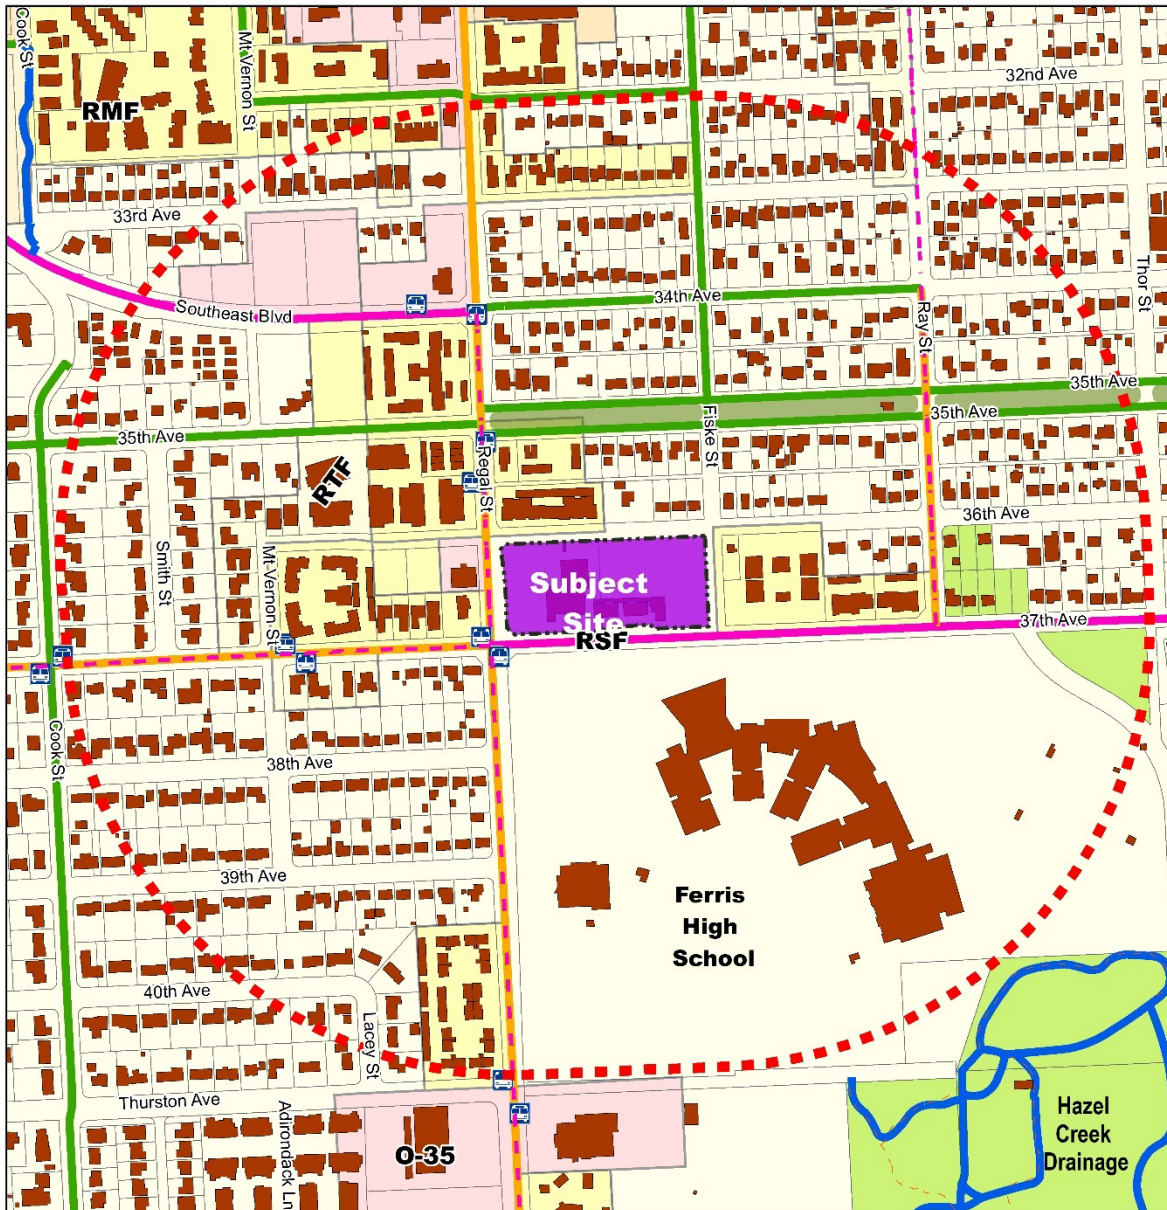 Cook St
Mt Vernon St
32nd Ave
RMF
33rd Ave
Thor St
34th Ave
Southeast Blvd
Ray St
35th Ave
35th Ave
35th Ave
Fiske St
Regal St
RTF
36th Ave
Smith St
Mt Vernon St
Subject
Site
RSF
37th Ave
Cook St
38th Ave
39th Ave
Ferris
High
School
40th Ave
Lacey St
Thurston Ave
Adirondack Ln
O-35
Hazel
Creek
Drainage